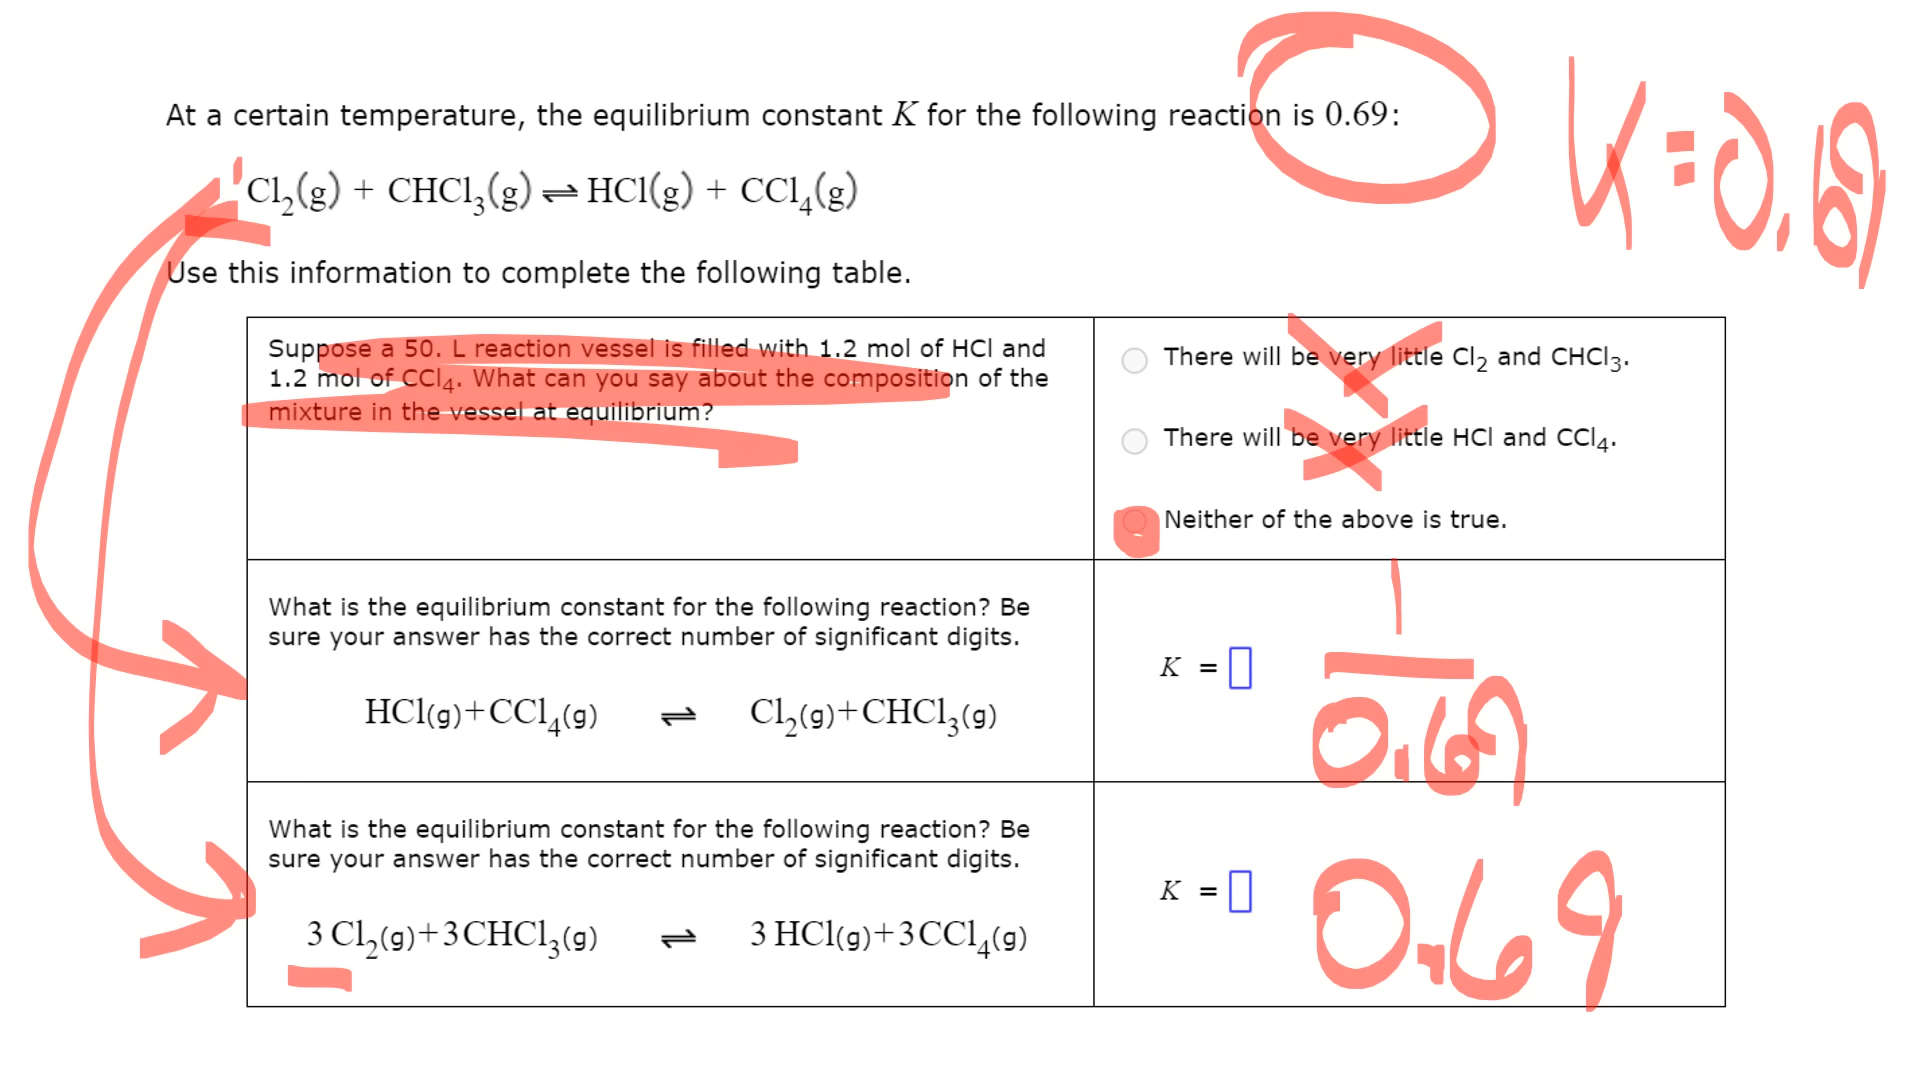 At a certain temperature, the equilibrium constant K for the following reaction is 0.69:
K=0.69
Cl₂(g) + CHCl₃(g) ⇌ HCl(g) + CCl₄(g)
Use this information to complete the following table.
Suppose a 50. L reaction vessel is filled with 1.2 mol of HCl and
1.2 mol of CCl₄. What can you say about the composition of the
mixture in the vessel at equilibrium?
There will be very little Cl₂ and CHCl₃.
There will be very little HCl and CCl₄.
Neither of the above is true.
What is the equilibrium constant for the following reaction? Be
sure your answer has the correct number of significant digits.
HCl(g)+CCl₄(g) ⇌ Cl₂(g)+CHCl₃(g)
K =
1
0.69
What is the equilibrium constant for the following reaction? Be
sure your answer has the correct number of significant digits.
3 Cl₂(g)+3CHCl₃(g) ⇌ 3 HCl(g)+3CCl₄(g)
K =
0.69